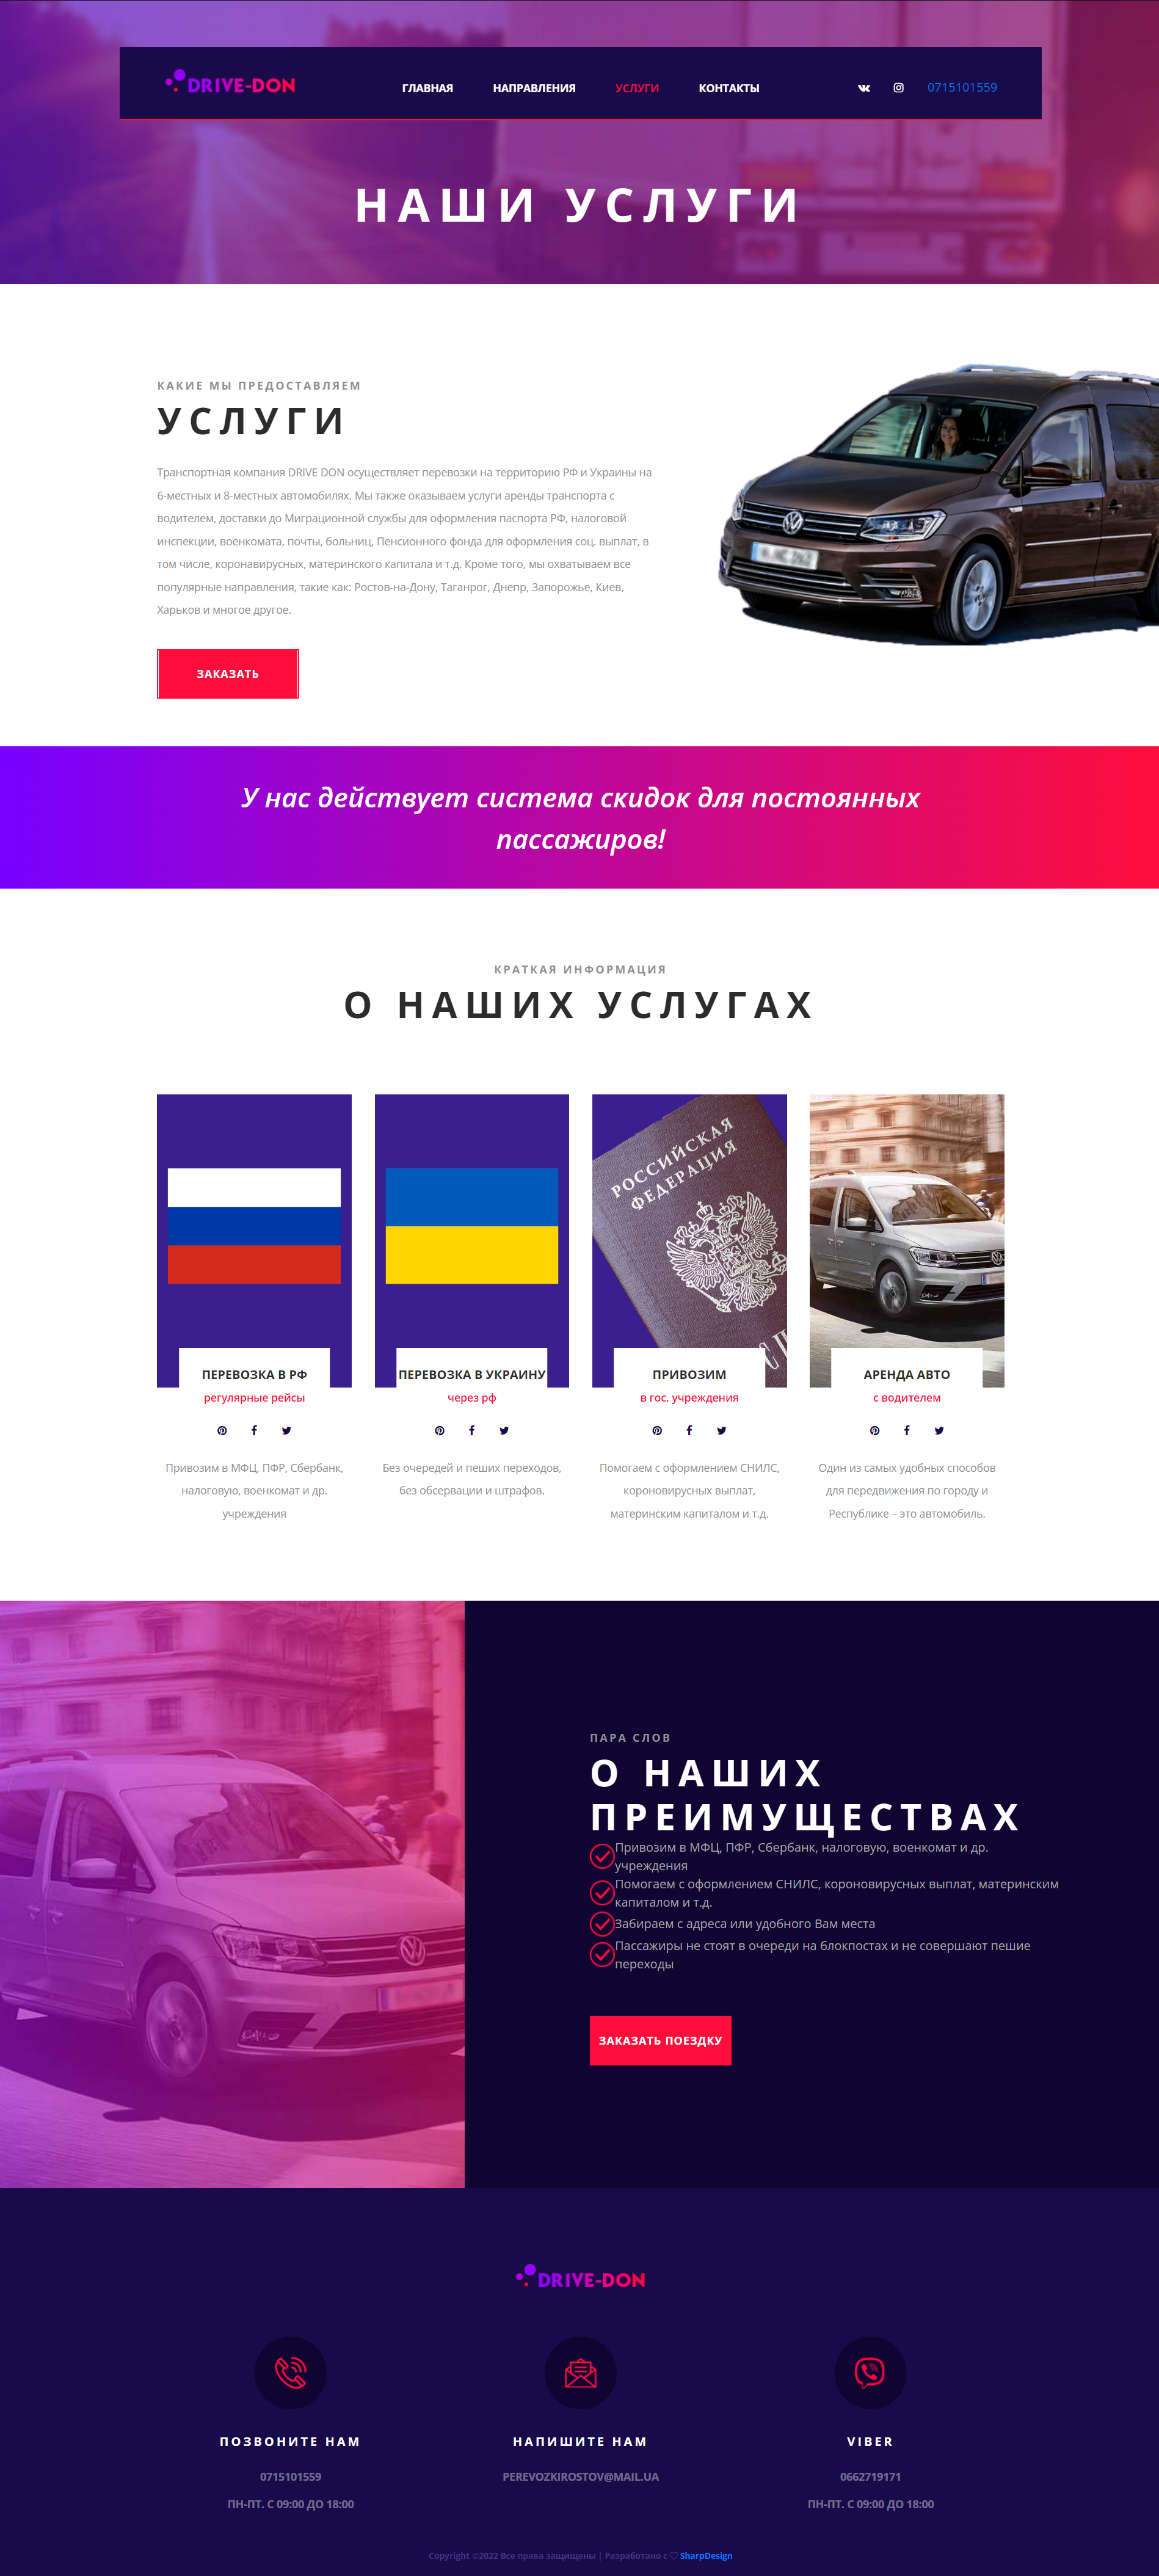 DRIVE-DON
ГЛАВНАЯ НАПРАВЛЕНИЯ УСЛУГИ КОНТАКТЫ 0715101559
НАШИ УСЛУГИ
КАКИЕ МЫ ПРЕДОСТАВЛЯЕМ
УСЛУГИ
Транспортная компания DRIVE DON осуществляет перевозки на территорию РФ и Украины на
6-местных и 8-местных автомобилях. Мы также оказываем услуги аренды транспорта с
водителем, доставки до Миграционной службы для оформления паспорта РФ, налоговой
инспекции, военкомата, почты, больниц, Пенсионного фонда для оформления соц. выплат, в
том числе, коронавирусных, материнского капитала и т.д. Кроме того, мы охватываем все
популярные направления, такие как: Ростов-на-Дону, Таганрог, Днепр, Запорожье, Киев,
Харьков и многое другое.
ЗАКАЗАТЬ
У нас действует система скидок для постоянных
пассажиров!
КРАТКАЯ ИНФОРМАЦИЯ
О НАШИХ УСЛУГАХ
РОССИЙСКАЯ
ФЕДЕРАЦИЯ
ПЕРЕВОЗКА В РФ
регулярные рейсы
Привозим в МФЦ, ПФР, Сбербанк,
налоговую, военкомат и др.
учреждения
ПЕРЕВОЗКА В УКРАИНУ
через рф
Без очередей и пеших переходов,
без обсервации и штрафов.
ПРИВОЗИМ
в гос. учреждения
Помогаем с оформлением СНИЛС,
короновирусных выплат,
материнским капиталом и т.д.
АРЕНДА АВТО
с водителем
Один из самых удобных способов
для передвижения по городу и
Республике – это автомобиль.
ПАРА СЛОВ
О НАШИХ
ПРЕИМУЩЕСТВАХ
Привозим в МФЦ, ПФР, Сбербанк, налоговую, военкомат и др.
учреждения
Помогаем с оформлением СНИЛС, короновирусных выплат, материнским
капиталом и т.д.
Забираем с адреса или удобного Вам места
Пассажиры не стоят в очереди на блокпостах и не совершают пешие
переходы
ЗАКАЗАТЬ ПОЕЗДКУ
DRIVE-DON
ПОЗВОНИТЕ НАМ
0715101559
ПН-ПТ. С 09:00 ДО 18:00
НАПИШИТЕ НАМ
PEREVOZKIROSTOV@MAIL.UA
VIBER
0662719171
ПН-ПТ. С 09:00 ДО 18:00
Copyright ©2022 Все права защищены | Разработано с ♡ SharpDesign